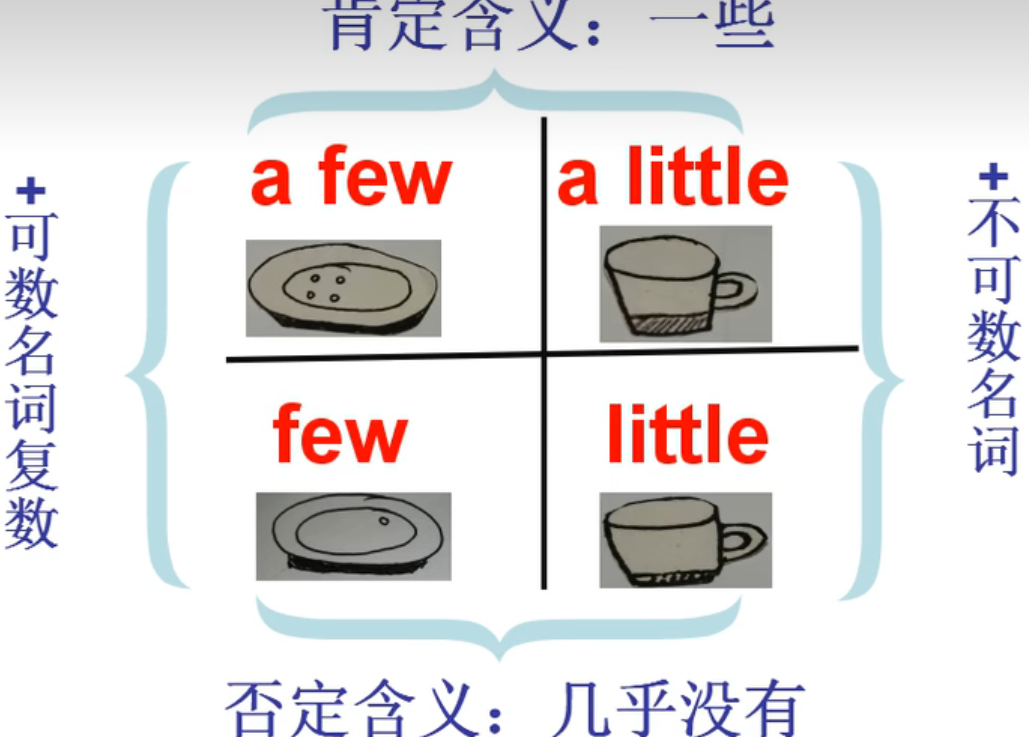 肯定含义：一些
a few
a little
+可数名词复数
+不可数名词
few
little
否定含义：几乎没有